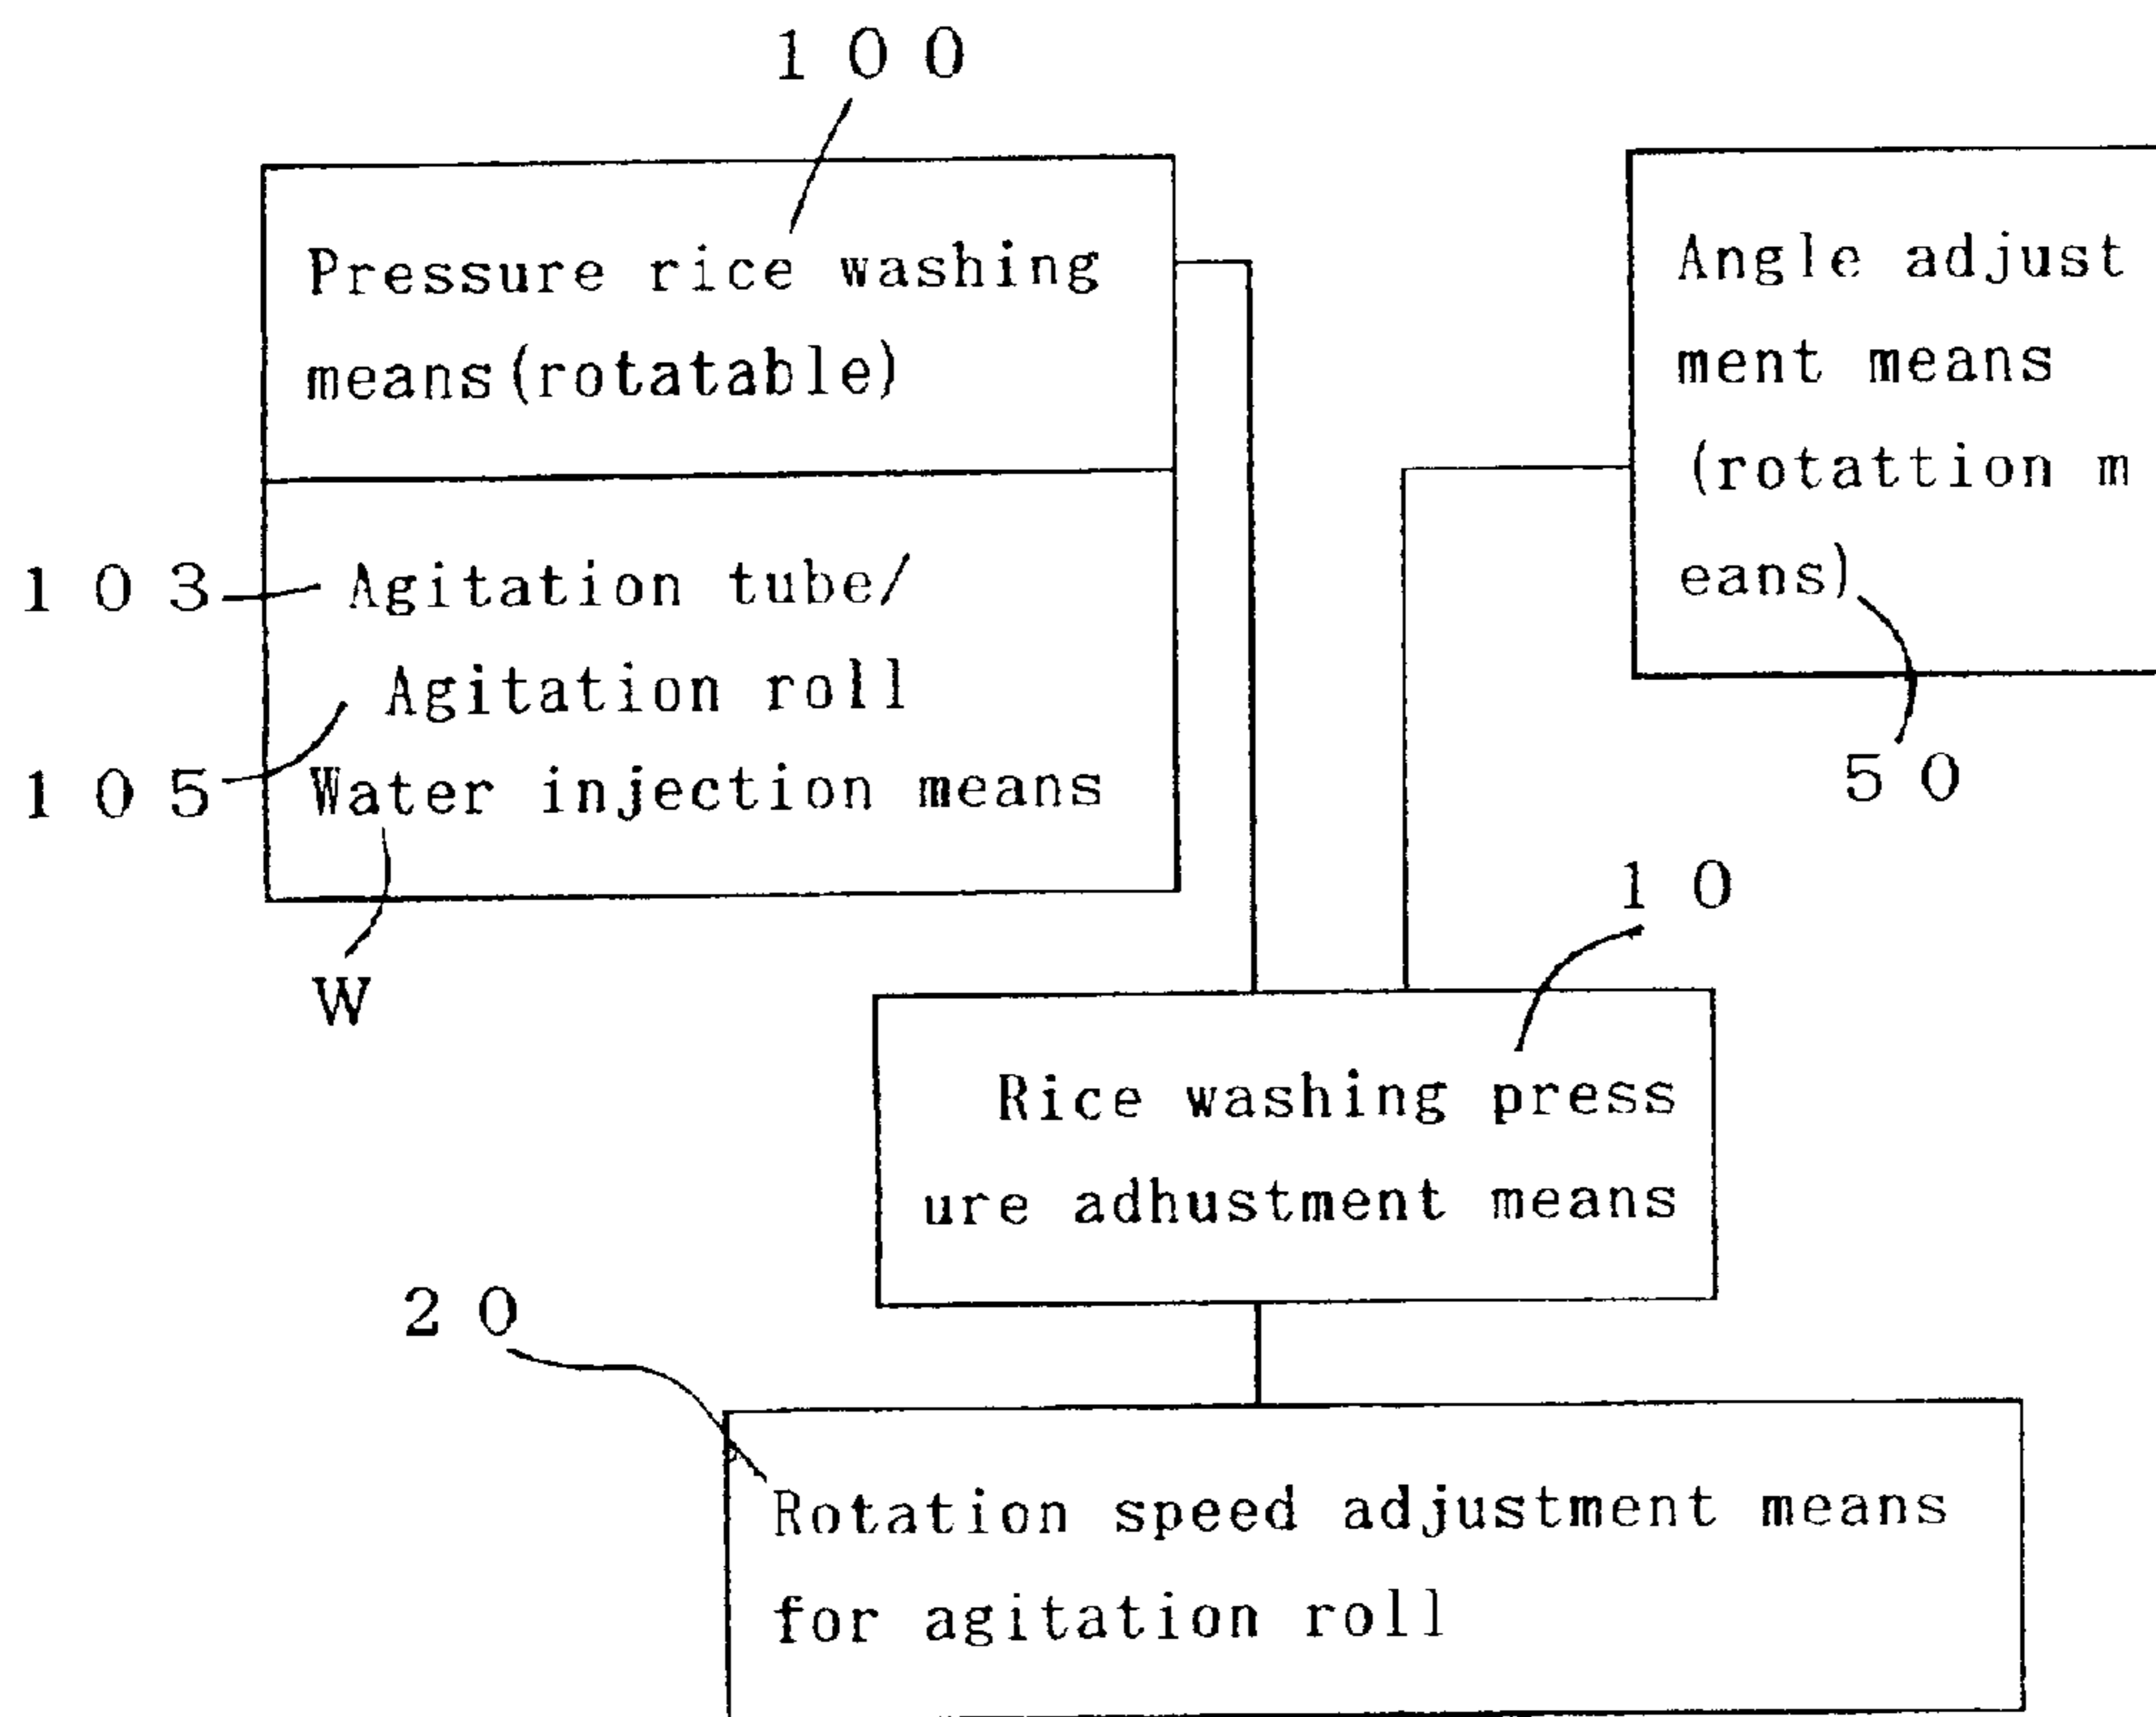 １００
Pressure rice washing
means(rotatable)
１０３
Agitation tube/
Agitation roll
１０５
Water injection means
W
Angle adjust
ment means
(rotattion m
eans)
５０
１０
Rice washing press
ure adhustment means
２０
Rotation speed adjustment means
for agitation roll